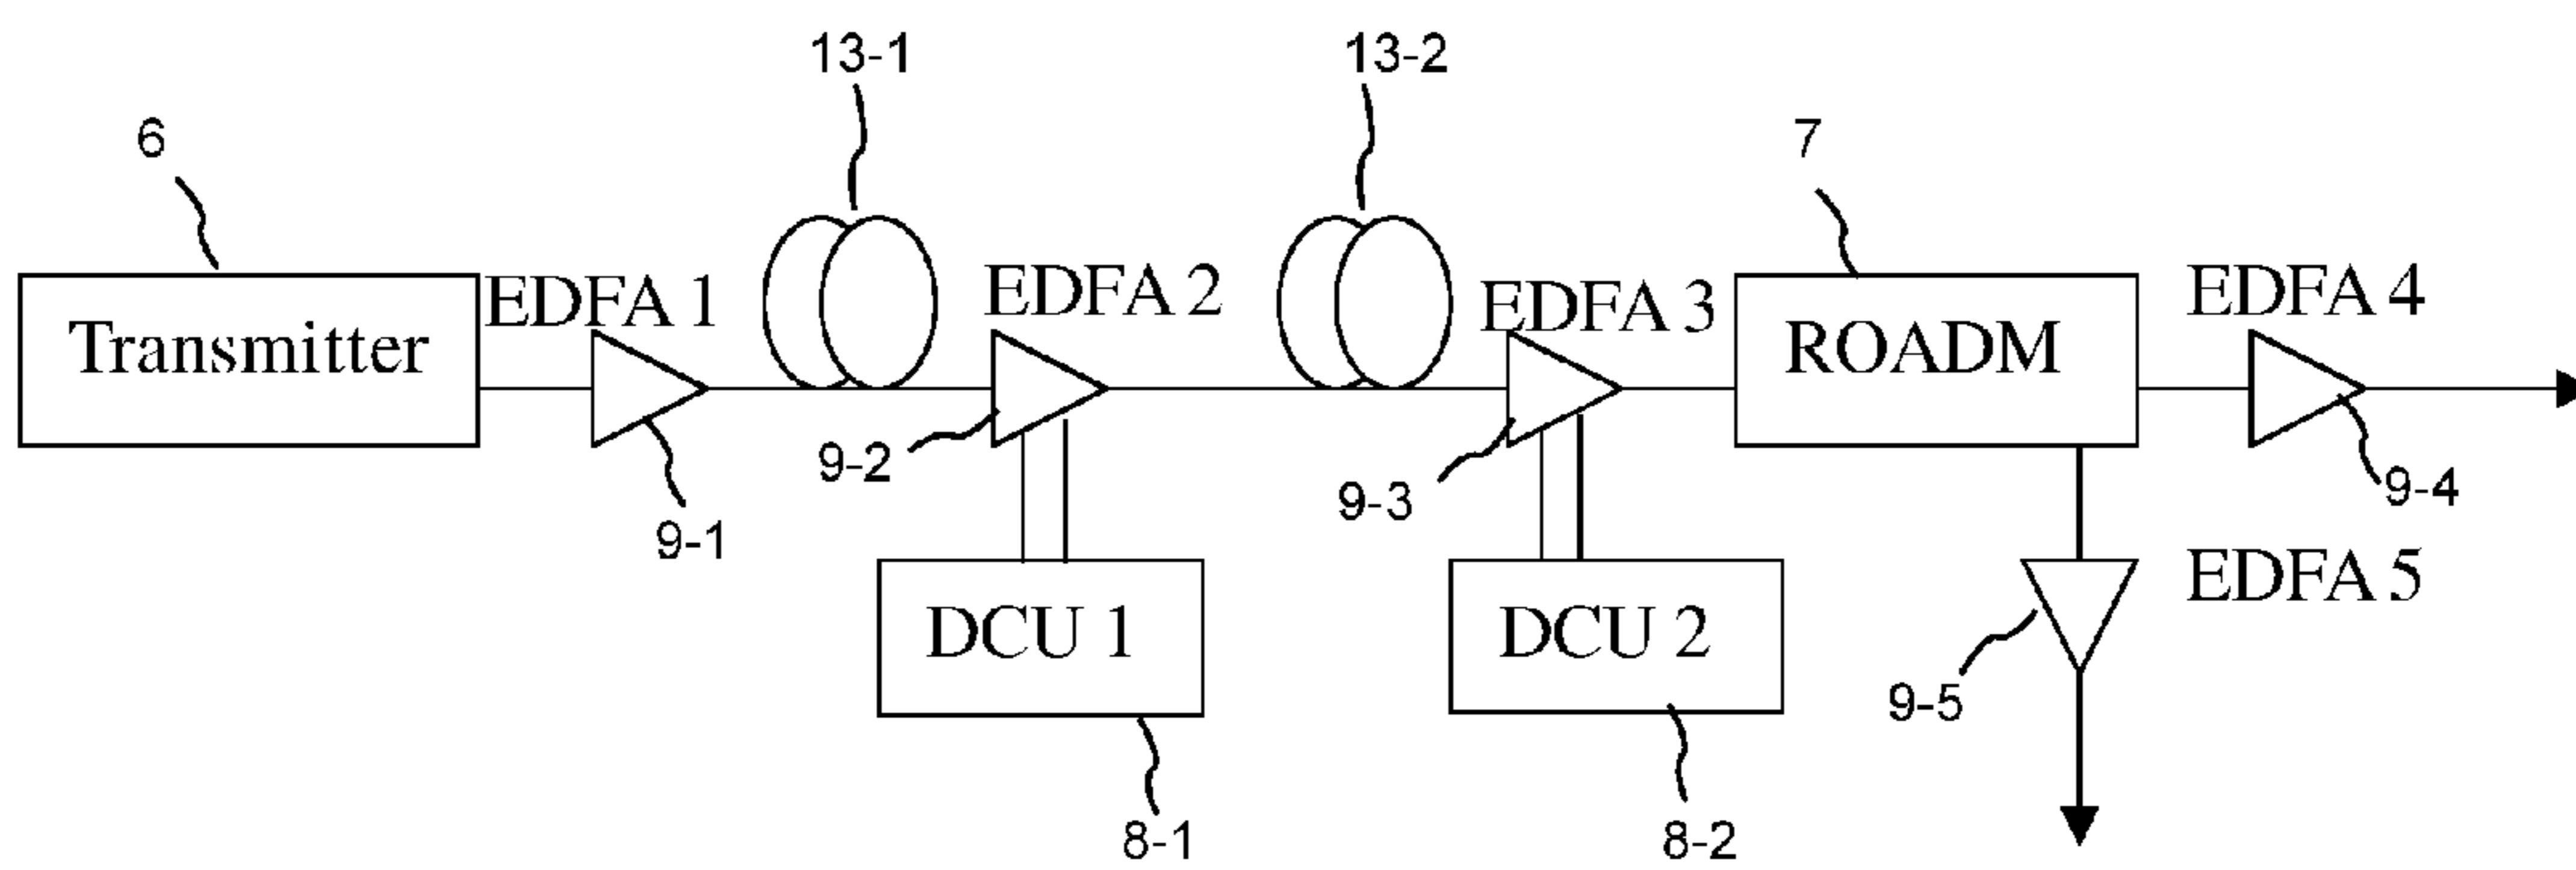 13-1
13-2
6
7
EDFA 1
EDFA 2
EDFA 3
EDFA 4
Transmitter
ROADM
9-1
9-2
9-3
9-4
DCU 1
DCU 2
EDFA 5
9-5
8-1
8-2